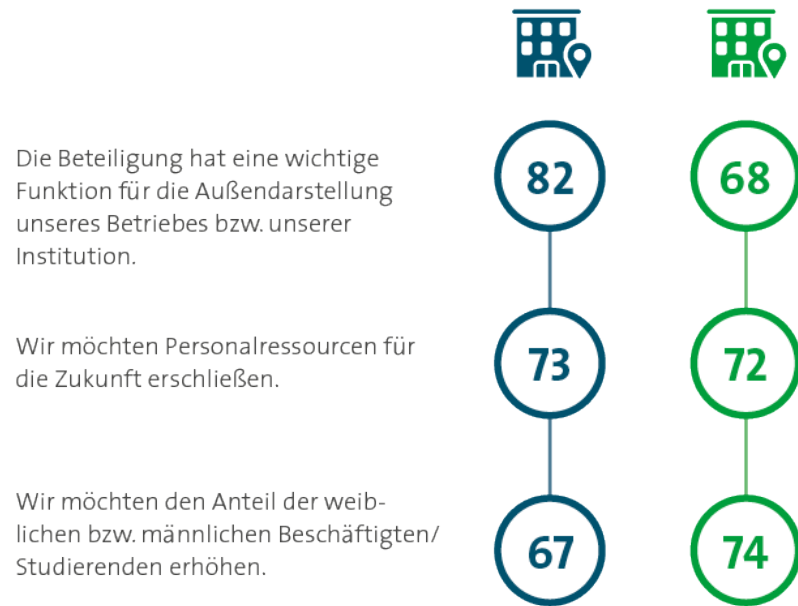 Die Beteiligung hat eine wichtige
Funktion für die Außendarstellung
unseres Betriebes bzw. unserer
Institution.
82
68
Wir möchten Personalressourcen für
die Zukunft erschließen.
73
72
Wir möchten den Anteil der weib-
lichen bzw. männlichen Beschäftigten/
Studierenden erhöhen.
67
74